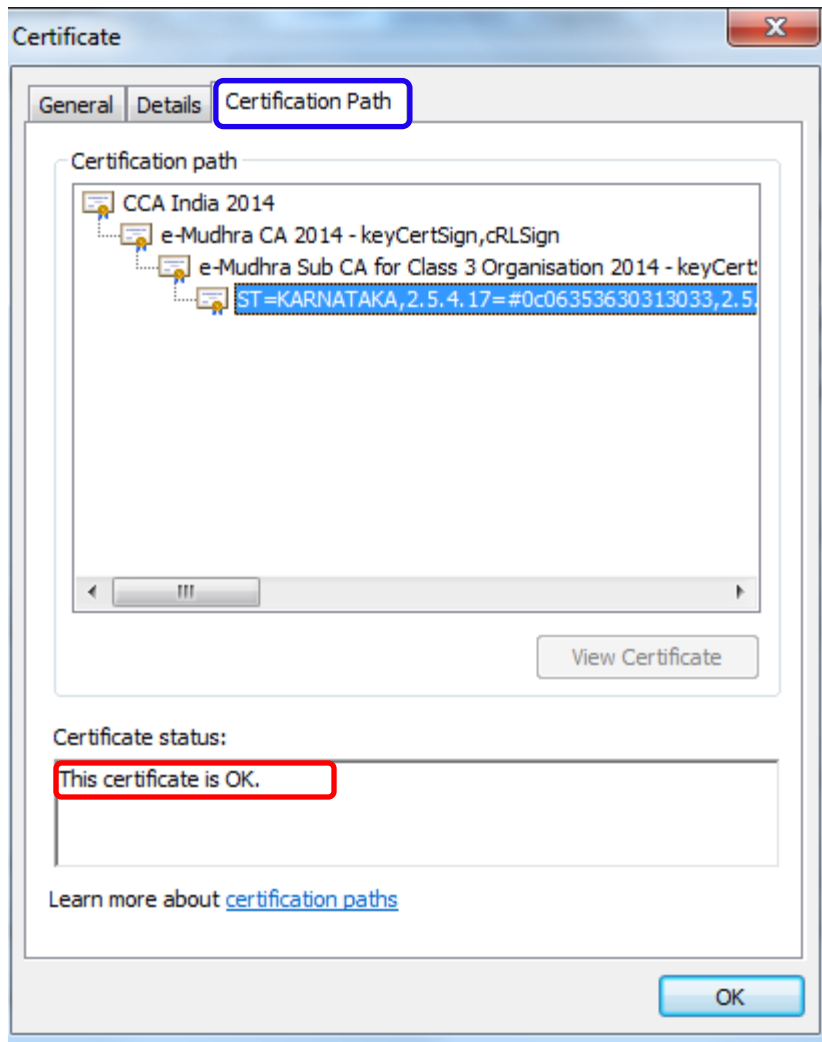 Certificate
General Details Certification Path
Certification path
CCA India 2014
e-Mudhra CA 2014 - keyCertSign,cRLSign
e-Mudhra Sub CA for Class 3 Organisation 2014 - keyCert
ST=KARNATAKA,2.5.4.17=#0c06353630313033,2.5.
View Certificate
Certificate status:
This certificate is OK.
Learn more about certification paths
OK